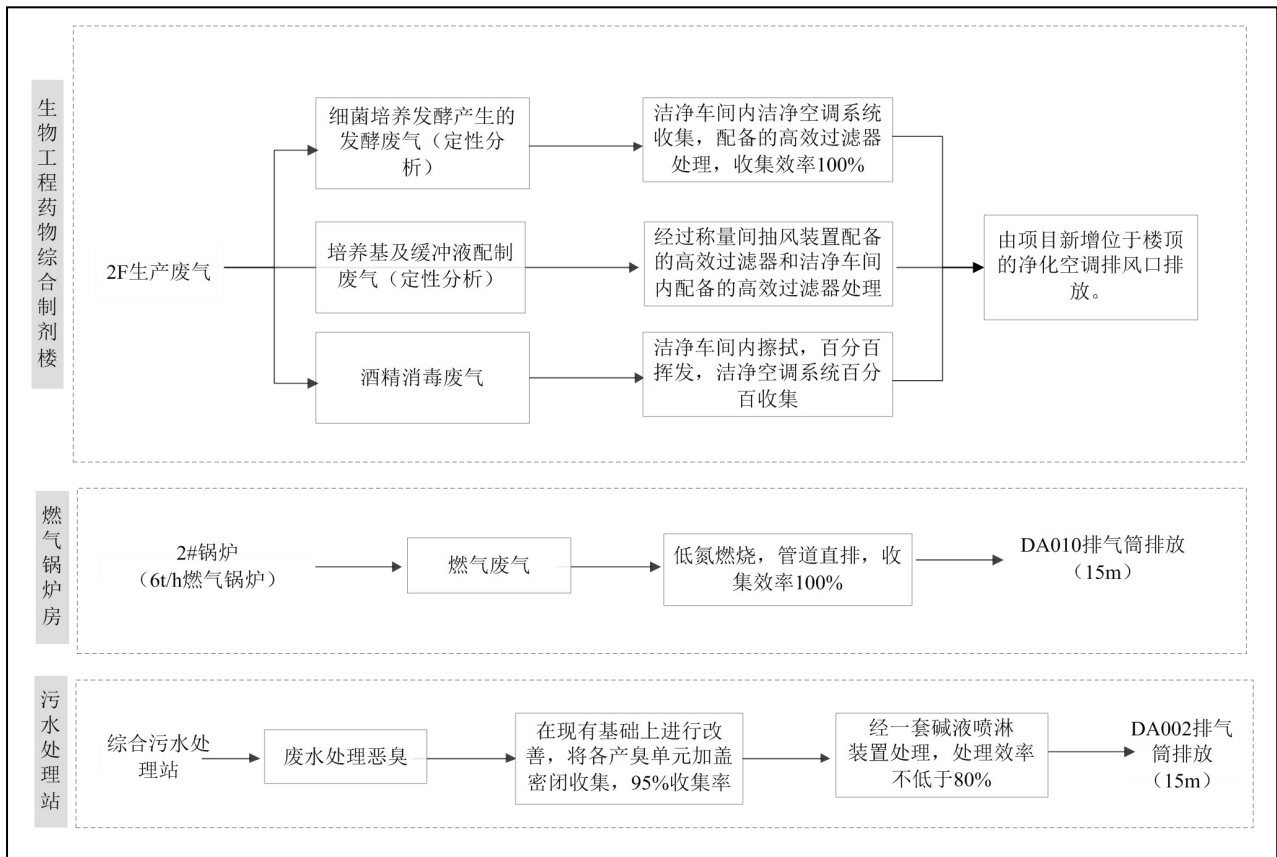 生物工程药物综合制剂楼
2F生产废气
细菌培养发酵产生的
发酵废气（定性分
析）
洁净车间内洁净空调系统
收集，配备的高效过滤器
处理，收集效率100%
培养基及缓冲液配制
废气（定性分析）
经过称量间抽风装置配备
的高效过滤器和洁净车间
内配备的高效过滤器处理
酒精消毒废气
洁净车间内擦拭，百分百
挥发，洁净空调系统百分
百收集
由项目新增位于楼顶
的净化空调排风口排
放。
燃气锅炉房
2#锅炉
（6t/h燃气锅炉）
燃气废气
低氮燃烧，管道直排，收
集效率100%
DA010排气筒排放
（15m）
污水处理站
综合污水处
理站
废水处理恶臭
在现有基础上进行改
善，将各产臭单元加盖
密闭收集，95%收集率
经一套碱液喷淋
装置处理，处理效率
不低于80%
DA002排气
筒排放
（15m）